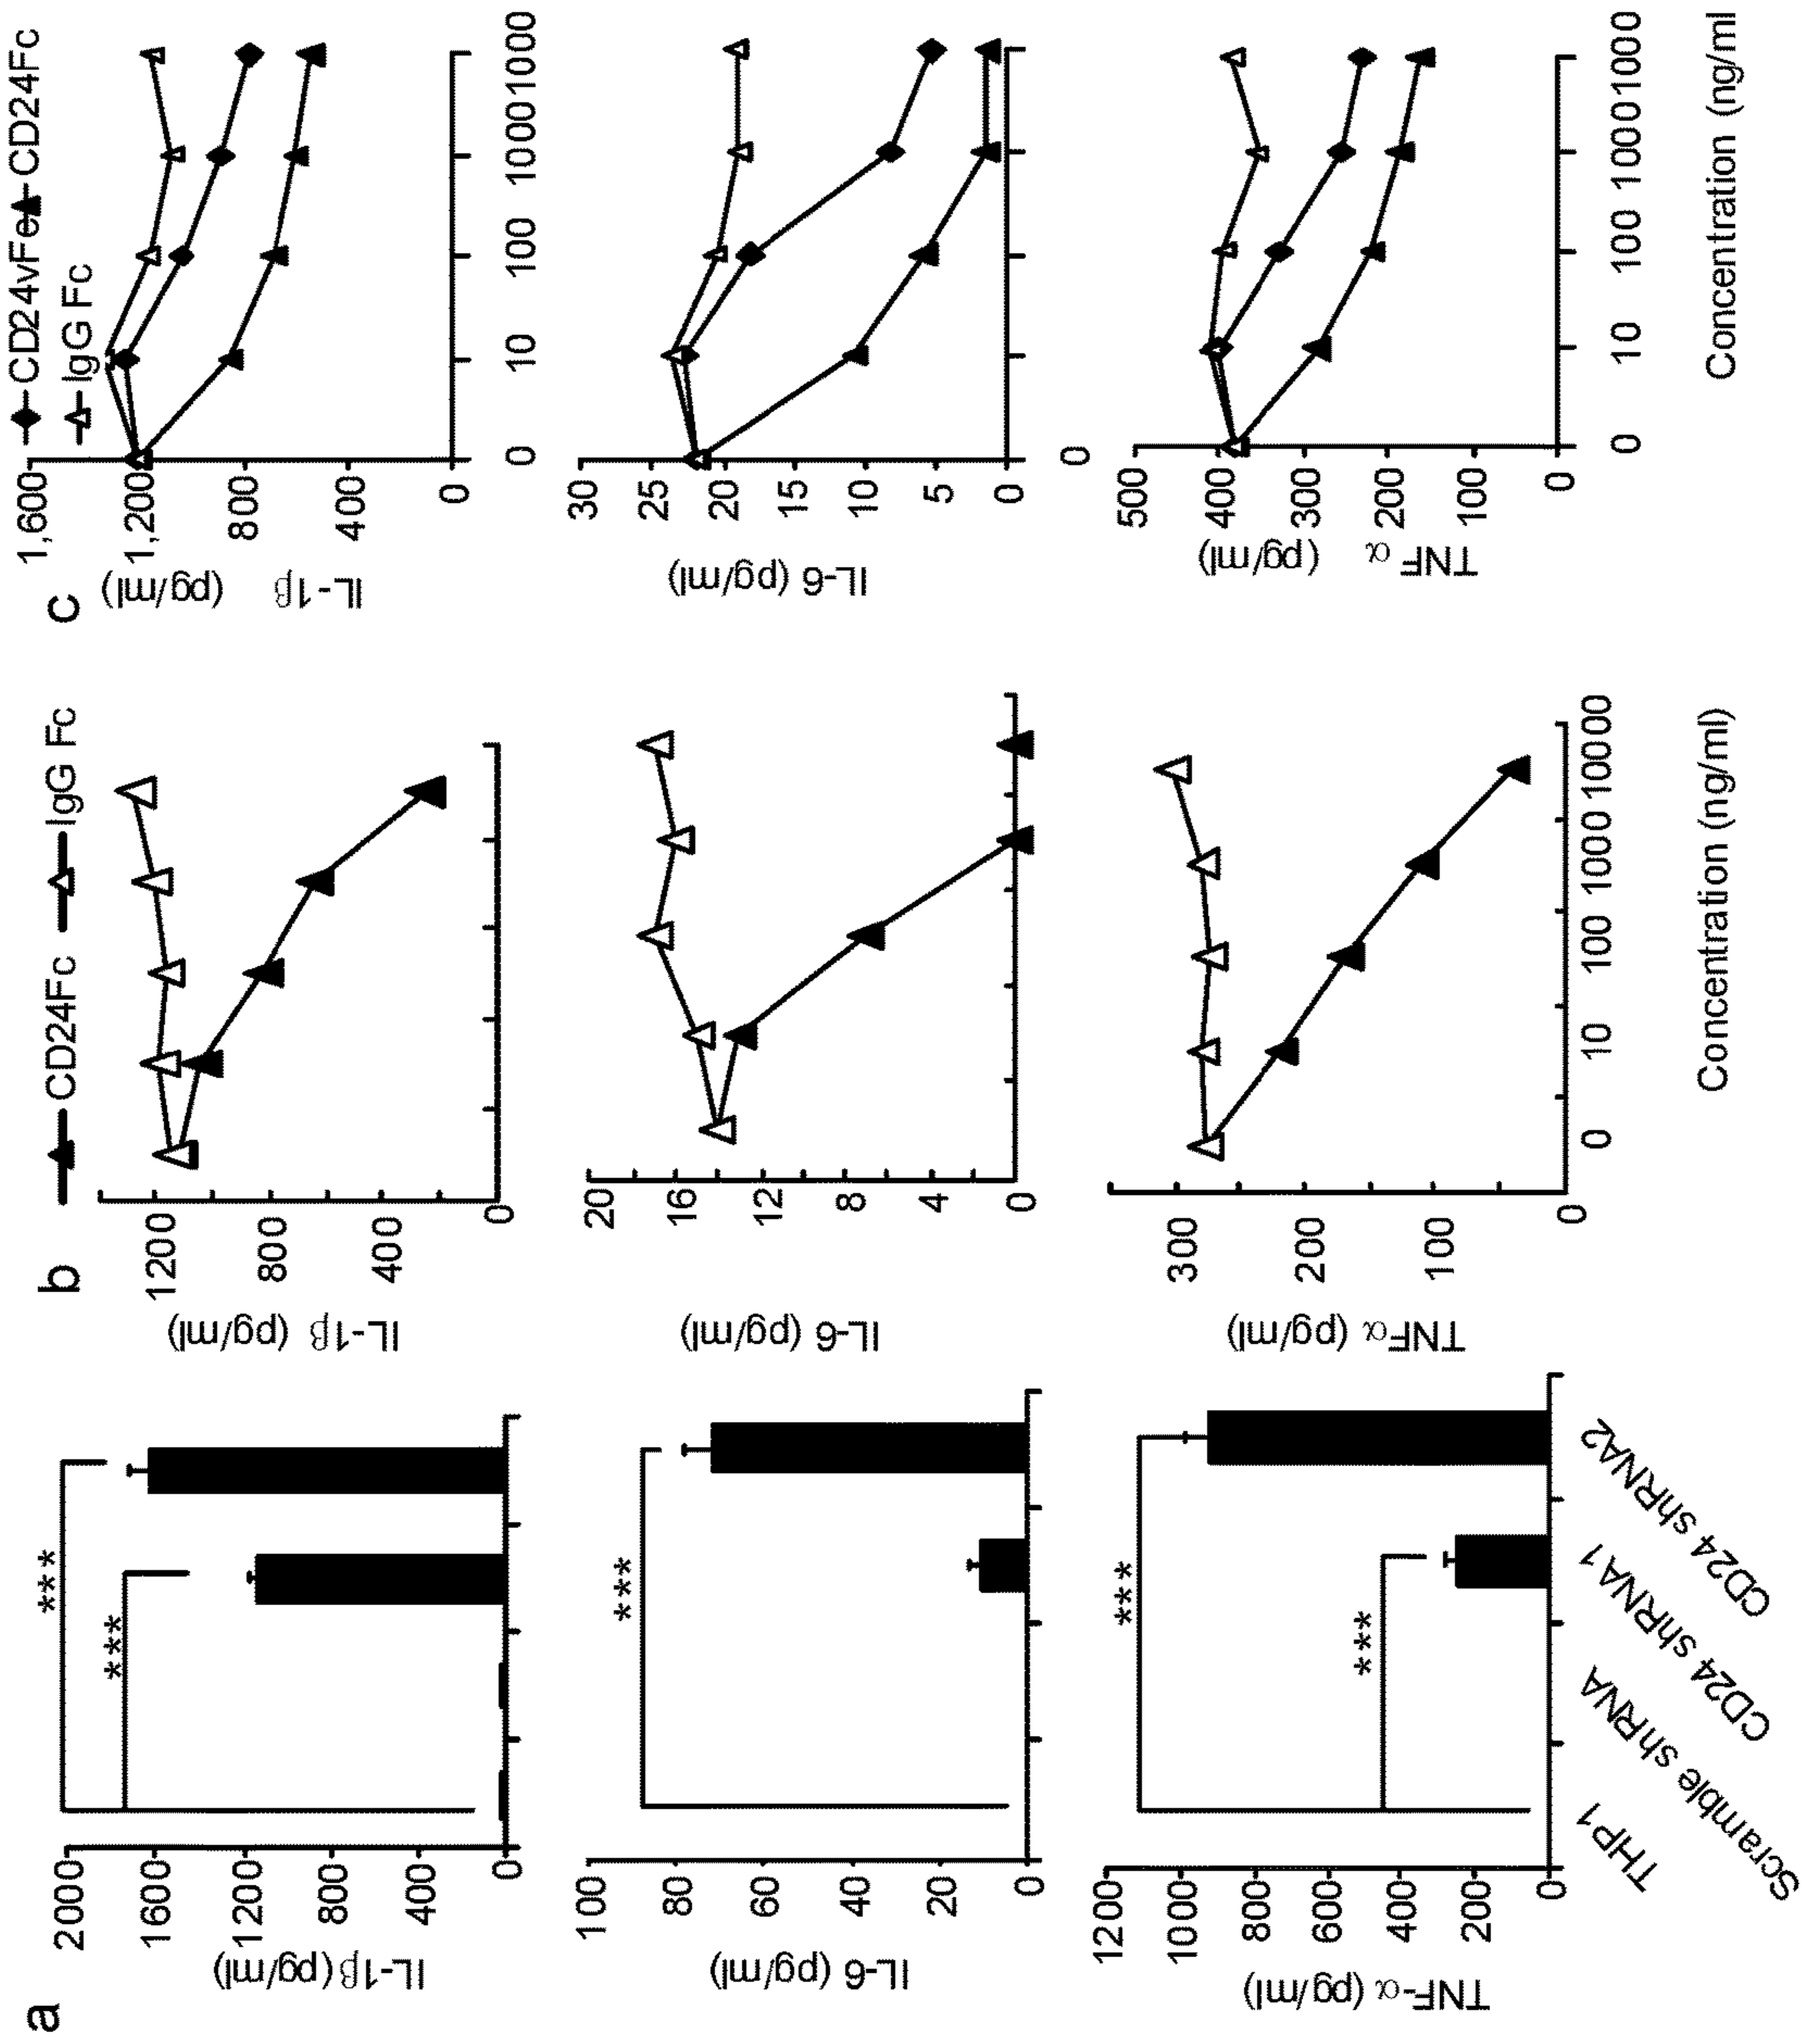 a
IL-1β (pg/ml)
2000
1600
1200
800
400
0
***
***
IL-6 (pg/ml)
100
80
60
40
20
0
***
TNF-α (pg/ml)
1200
1000
800
600
400
200
0
***
***
THP1
Scramble shRNA
CD24 shRNA1
CD24 shRNA2
b
CD24Fc
IgG Fc
IL-1β (pg/ml)
1200
800
400
0
IL-6 (pg/ml)
20
16
12
8
4
0
TNFα (pg/ml)
300
200
100
0
0 10 100 1000 10000
Concentration (ng/ml)
c
CD24vFe CD24Fc
IgG Fc
IL-1β
(pg/ml)
1,600
1,200
800
400
0
0 10 100 10001000
IL-6 (pg/ml)
30
25
20
15
10
5
0
0
TNFα
(pg/ml)
500
400
300
200
100
0
0 10 100 10001000
Concentration (ng/ml)